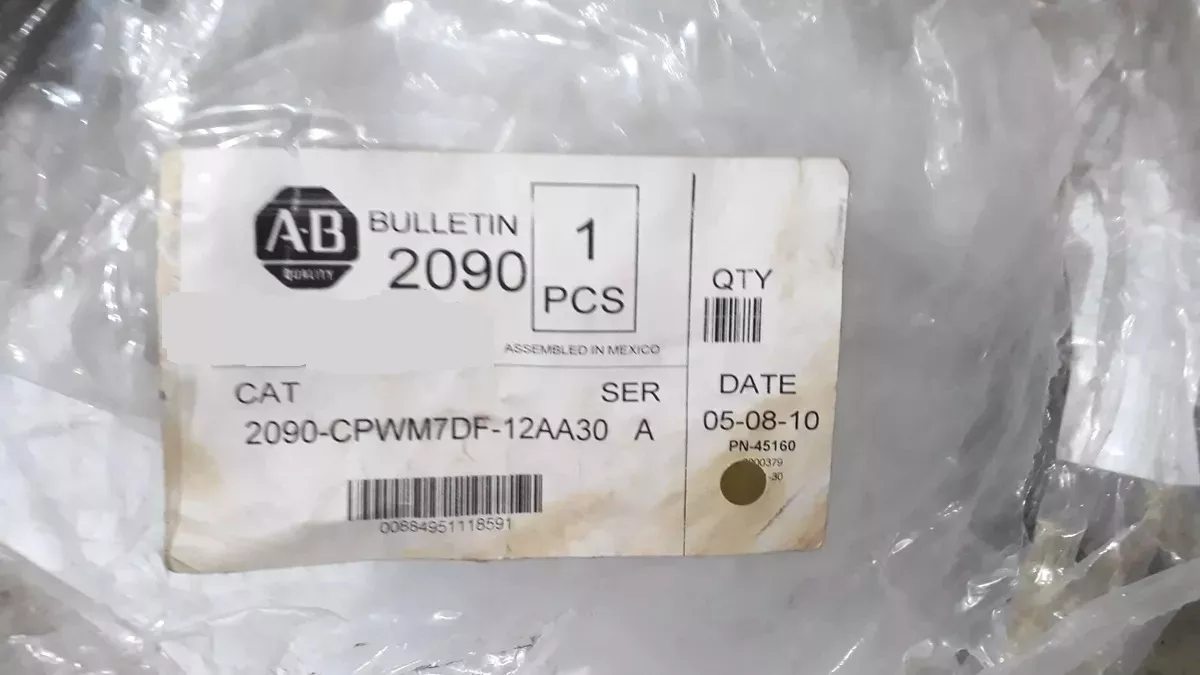 A-B
QUALITY
BULLETIN
2090
1
PCS
ASSEMBLED IN MEXICO
CAT
SER
2090-CPWM7DF-12AA30 A
00884951118591
QTY
DATE
05-08-10
PN-45160
-30